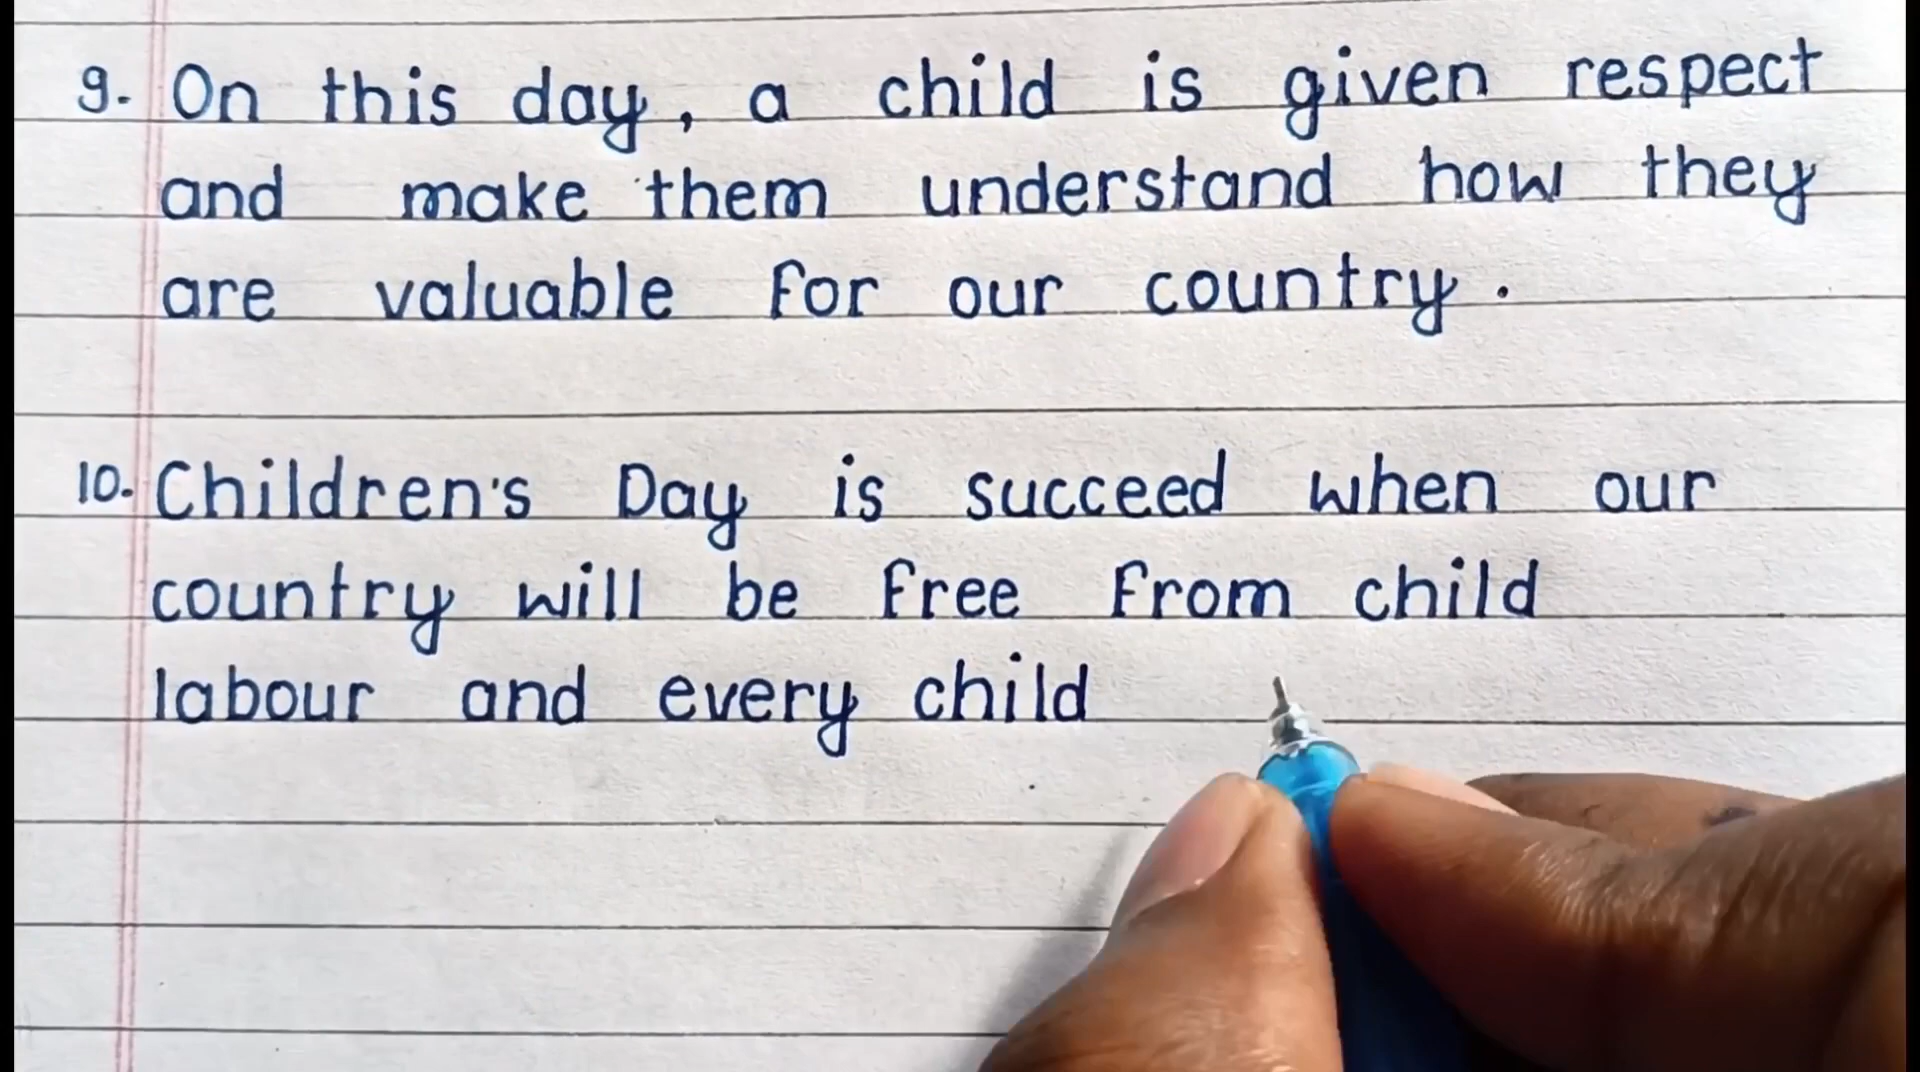 9. On this day, a child is given respect
and make them understand how they
are valuable for our country.
10. Children's Day is succeed when our
country will be free from child
labour and every child